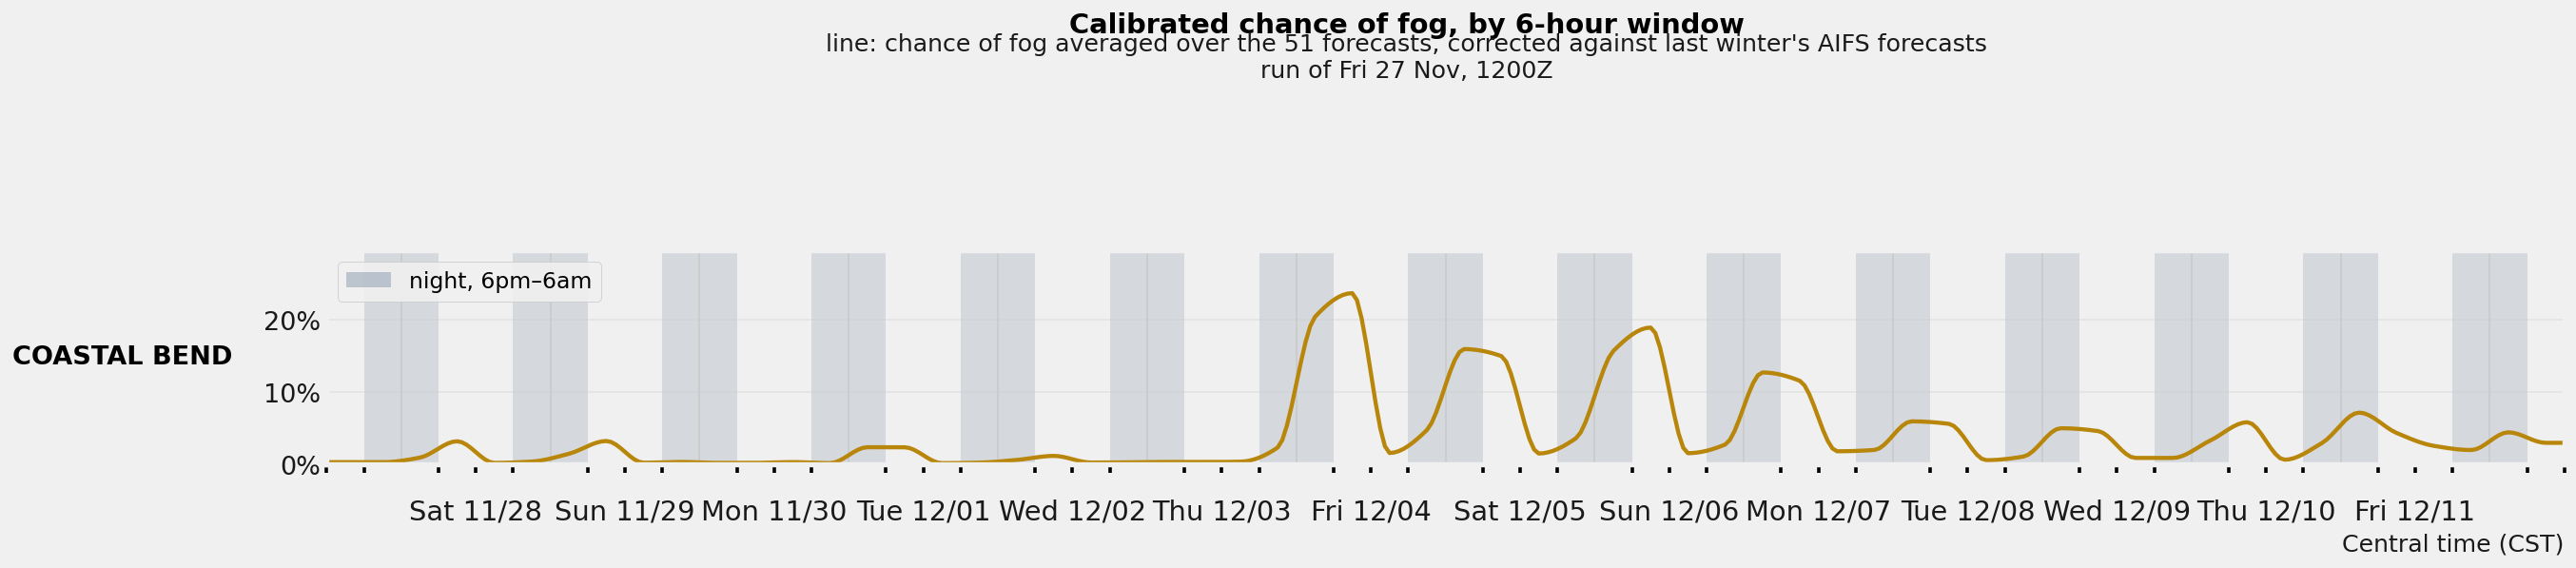 Calibrated chance of fog, by 6-hour window
line: chance of fog averaged over the 51 forecasts, corrected against last winter's AIFS forecasts
run of Fri 27 Nov, 1200Z
night, 6pm–6am
20%
COASTAL BEND
10%
0%
Sat 11/28 Sun 11/29 Mon 11/30 Tue 12/01 Wed 12/02 Thu 12/03 Fri 12/04 Sat 12/05 Sun 12/06 Mon 12/07 Tue 12/08 Wed 12/09 Thu 12/10 Fri 12/11
Central time (CST)